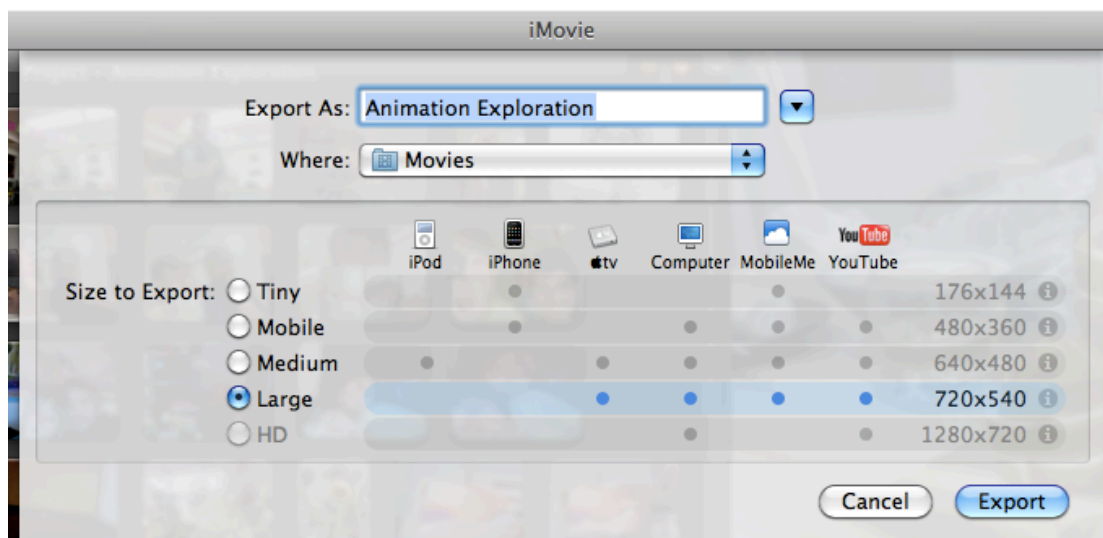 iMovie
Export As: Animation Exploration
Where: Movies
iPod iPhone tv Computer MobileMe YouTube
Size to Export: Tiny 176x144
Mobile 480x360
Medium 640x480
Large 720x540
HD 1280x720
Cancel Export